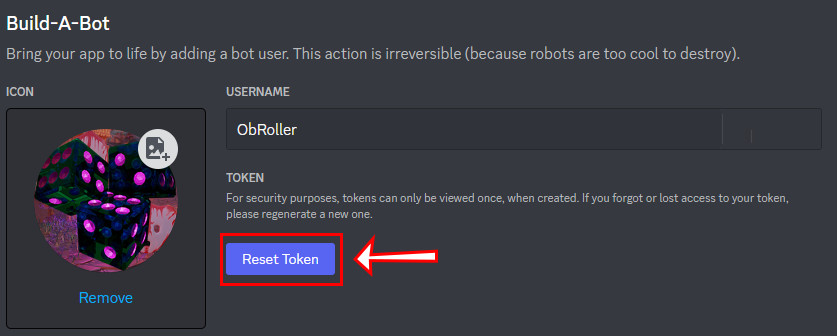 Build-A-Bot
Bring your app to life by adding a bot user. This action is irreversible (because robots are too cool to destroy).
ICON
USERNAME
ObRoller
TOKEN
For security purposes, tokens can only be viewed once, when created. If you forgot or lost access to your token,
please regenerate a new one.
Reset Token
Remove